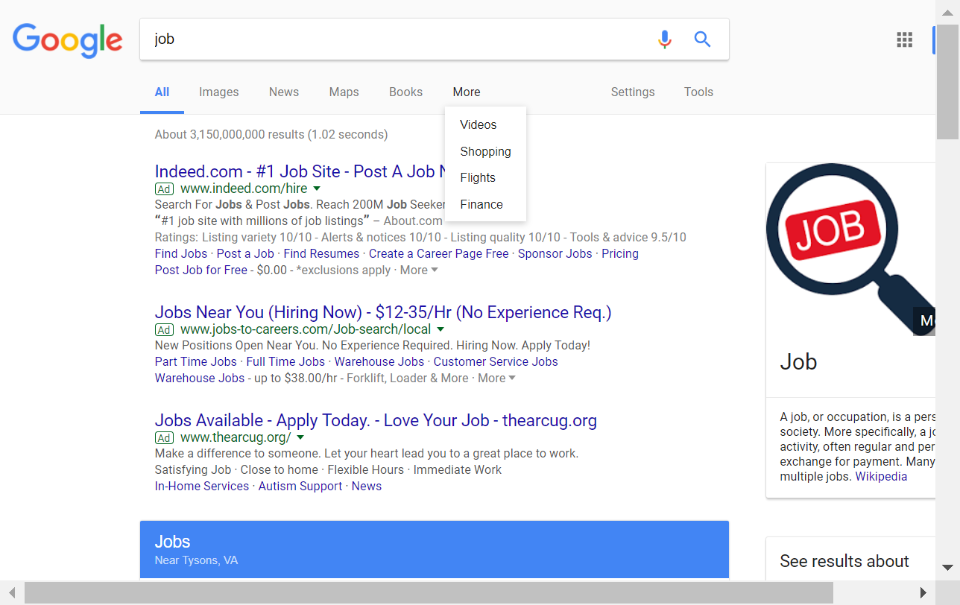 Google
job
All Images News Maps Books More Settings Tools
Videos
Shopping
Flights
Finance
About 3,150,000,000 results (1.02 seconds)
Indeed.com - #1 Job Site - Post A Job
Ad www.indeed.com/hire
Search For Jobs & Post Jobs. Reach 200M Job Seeker
"#1 job site with millions of job listings" – About.com
Ratings: Listing variety 10/10 - Alerts & notices 10/10 - Listing quality 10/10 - Tools & advice 9.5/10
Find Jobs · Post a Job · Find Resumes · Create a Career Page Free · Sponsor Jobs · Pricing
Post Job for Free - $0.00 - *exclusions apply · More
Jobs Near You (Hiring Now) - $12-35/Hr (No Experience Req.)
Ad www.jobs-to-careers.com/Job-search/local
New Positions Open Near You. No Experience Required. Hiring Now. Apply Today!
Part Time Jobs · Full Time Jobs · Warehouse Jobs · Customer Service Jobs
Warehouse Jobs - up to $38.00/hr - Forklift, Loader & More · More
Jobs Available - Apply Today. - Love Your Job - thearcug.org
Ad www.thearcug.org/
Make a difference to someone. Let your heart lead you to a great place to work.
Satisfying Job · Close to home · Flexible Hours · Immediate Work
In-Home Services · Autism Support · News
Jobs
Near Tysons, VA
JOB
Job
A job, or occupation, is a
society. More specifically, a
activity, often regular and
exchange for payment. Many
multiple jobs. Wikipedia
See results about